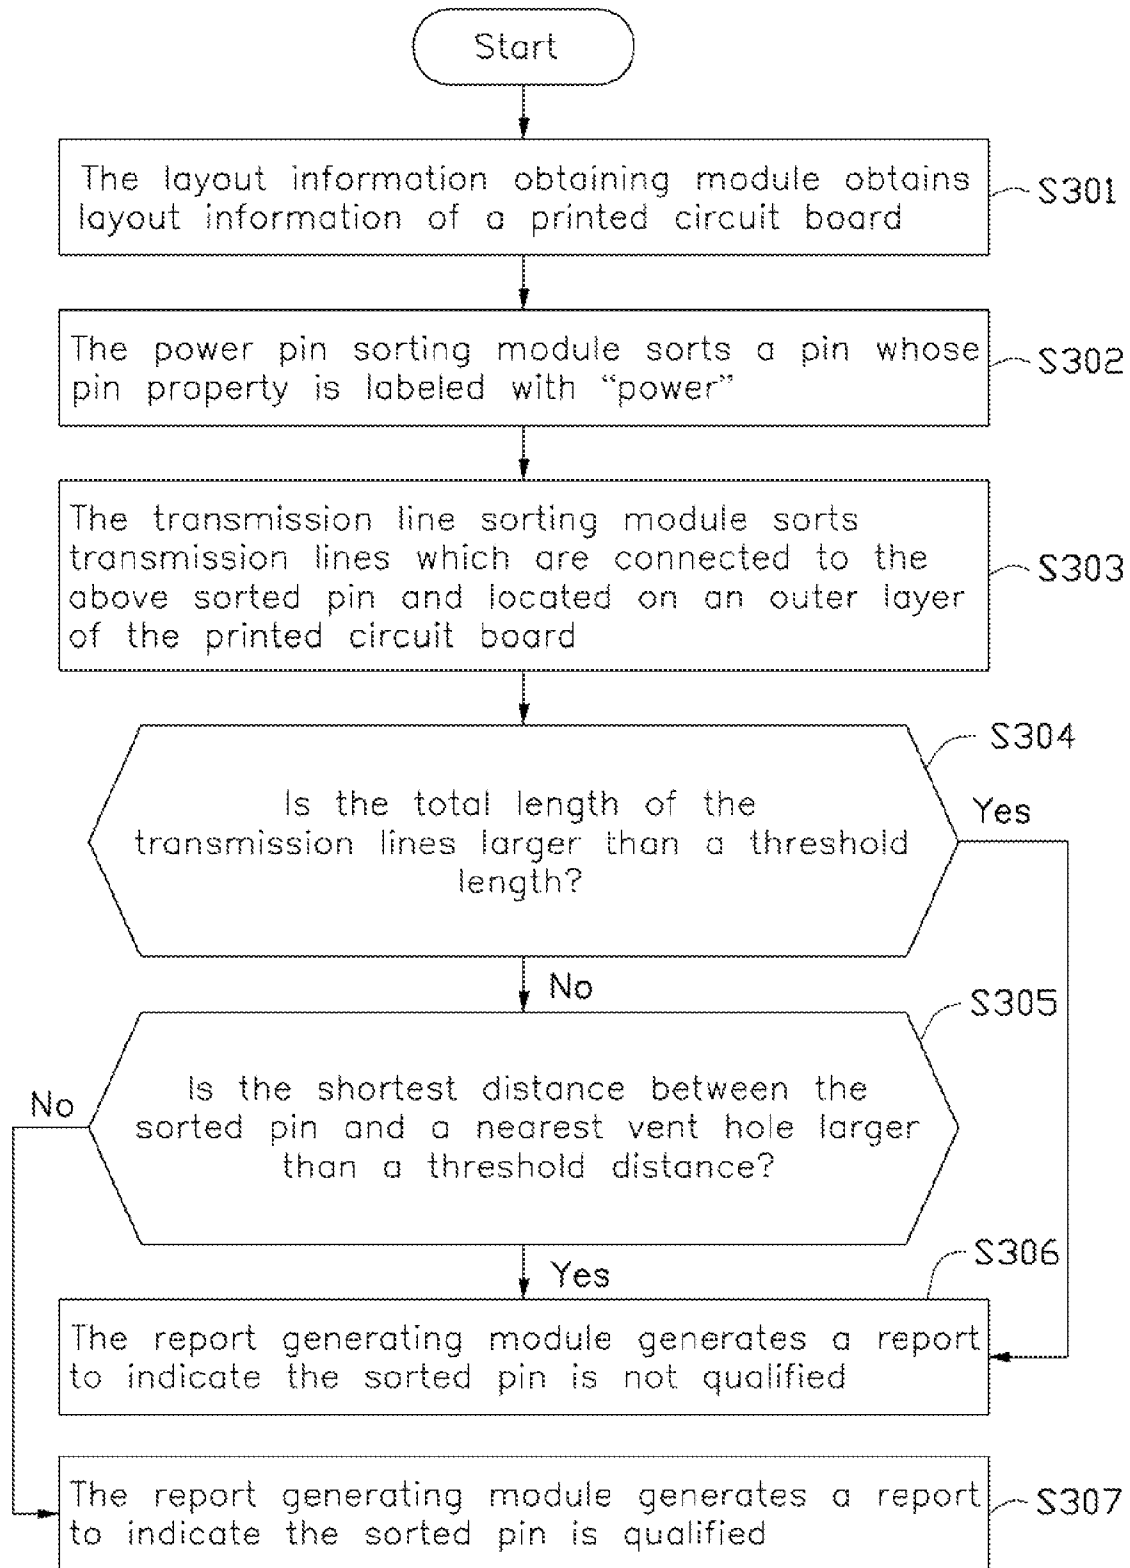 Start
The layout information obtaining module obtains
layout information of a printed circuit board
S301
The power pin sorting module sorts a pin whose
pin property is labeled with “power”
S302
The transmission line sorting module sorts
transmission lines which are connected to the
above sorted pin and located on an outer layer
of the printed circuit board
S303
S304
Is the total length of the
transmission lines larger than a threshold
length?
Yes
No
S305
Is the shortest distance between the
sorted pin and a nearest vent hole larger
than a threshold distance?
No
Yes
S306
The report generating module generates a report
to indicate the sorted pin is not qualified
The report generating module generates a report
to indicate the sorted pin is qualified
S307